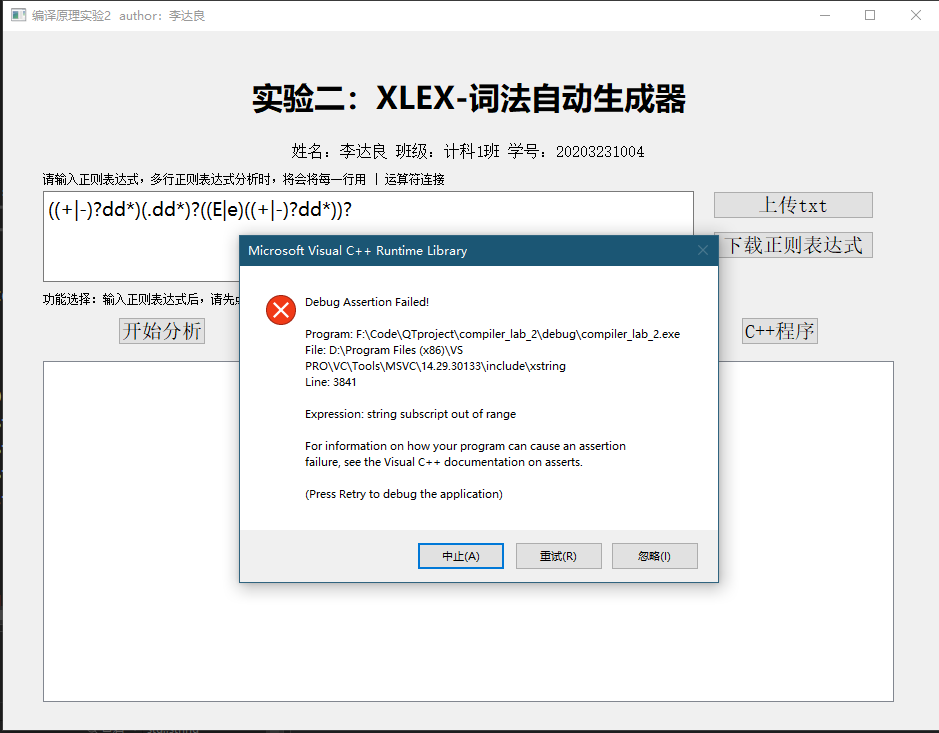 编译原理实验2 author：李达良
实验二：XLEX-词法自动生成器
姓名：李达良 班级：计科1班 学号：20203231004
请输入正则表达式，多行正则表达式分析时，将会将每一行用 | 运算符连接
((+|-)?dd*)(.dd*)?((E|e)((+|-)?dd*))?
上传txt
下载正则表达式
功能选择：输入正则表达式后，请先
开始分析
C++程序
Microsoft Visual C++ Runtime Library
Debug Assertion Failed!
Program: F:\Code\QTproject\compiler_lab_2\debug\compiler_lab_2.exe
File: D:\Program Files (x86)\VS
PRO\VC\Tools\MSVC\14.29.30133\include\xstring
Line: 3841
Expression: string subscript out of range
For information on how your program can cause an assertion
failure, see the Visual C++ documentation on asserts.
(Press Retry to debug the application)
中止(A)
重试(R)
忽略(I)